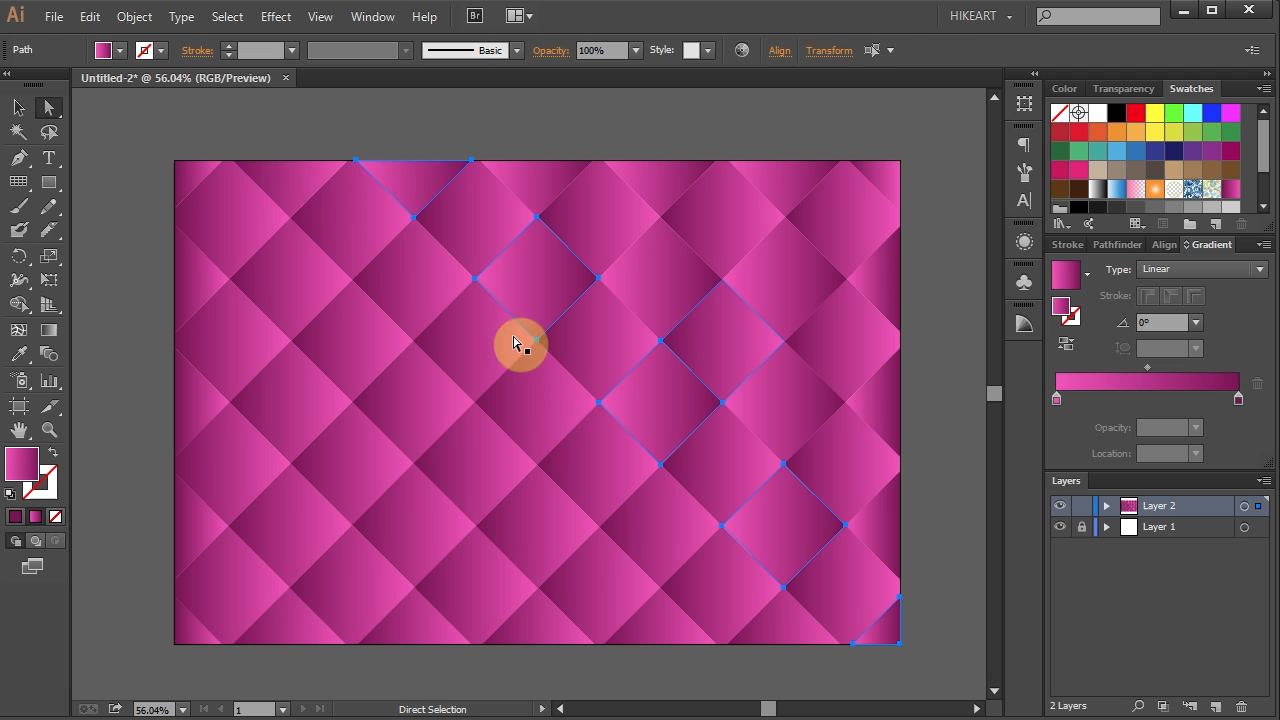 Ai File Edit Object Type Select Effect View Window Help Br HIKEART
Path Stroke: Basic Opacity: 100% Style: Align Transform
Untitled-2* @ 56.04% (RGB/Preview)
Color Transparency Swatches
Stroke Pathfinder Align Gradient
Type: Linear
Stroke:
0°
Opacity:
Location:
Layers
Layer 2
Layer 1
2 Layers
56.04% 1 Direct Selection